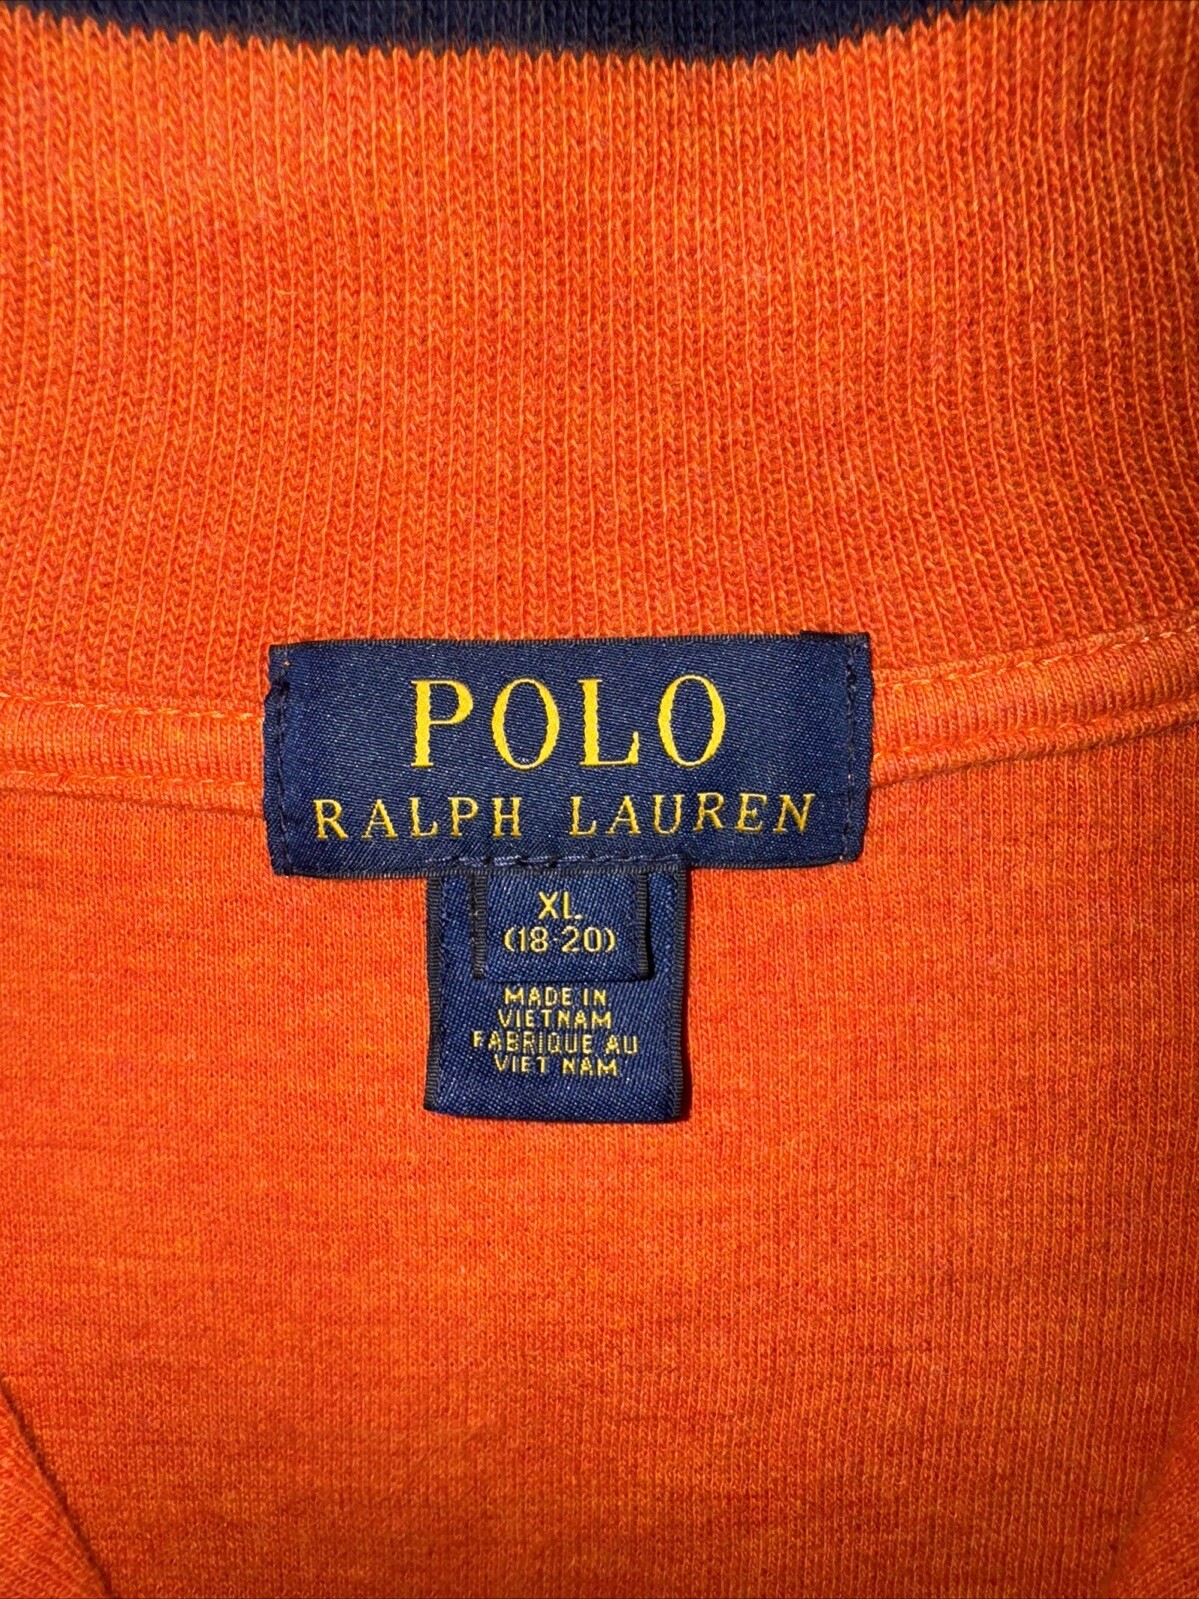 POLO
RALPH LAUREN
XL
(18-20)
MADE IN
VIETNAM
FABRIQUE AU
VIET NAM